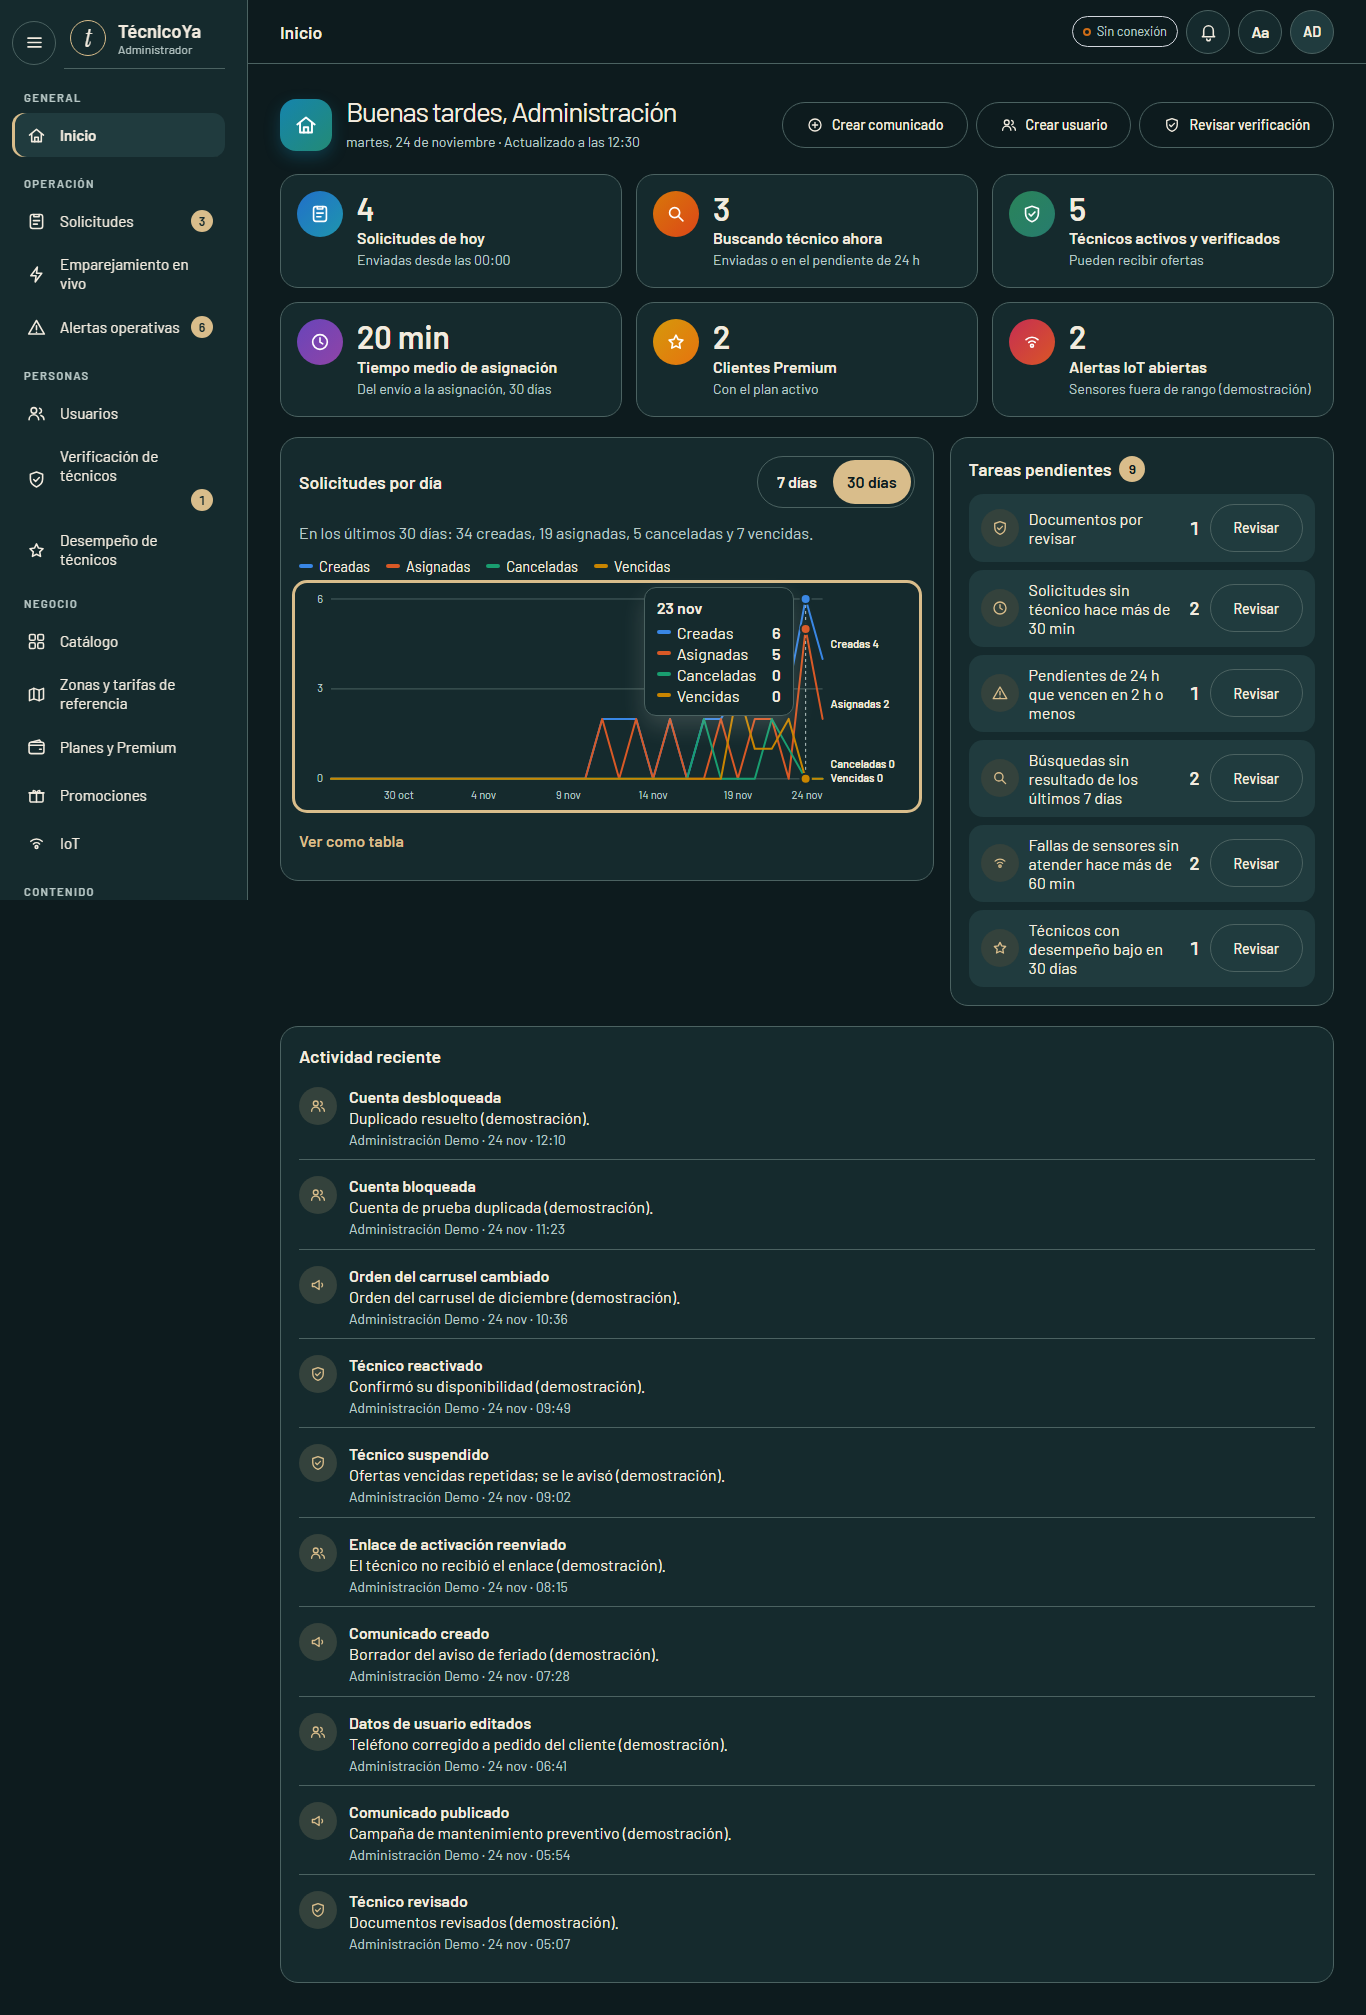 t
TécnicoYa
Administrador
GENERAL
Inicio
OPERACIÓN
Solicitudes
3
Emparejamiento en
vivo
Alertas operativas
6
PERSONAS
Usuarios
Verificación de
técnicos
1
Desempeño de
técnicos
NEGOCIO
Catálogo
Zonas y tarifas de
referencia
Planes y Premium
Promociones
IoT
CONTENIDO
Inicio
Sin conexión
Aa
AD
Buenas tardes, Administración
martes, 24 de noviembre · Actualizado a las 12:30
Crear comunicado
Crear usuario
Revisar verificación
4
Solicitudes de hoy
Enviadas desde las 00:00
3
Buscando técnico ahora
Enviadas o en el pendiente de 24 h
5
Técnicos activos y verificados
Pueden recibir ofertas
20 min
Tiempo medio de asignación
Del envío a la asignación, 30 días
2
Clientes Premium
Con el plan activo
2
Alertas IoT abiertas
Sensores fuera de rango (demostración)
Solicitudes por día
7 días
30 días
En los últimos 30 días: 34 creadas, 19 asignadas, 5 canceladas y 7 vencidas.
Creadas
Asignadas
Canceladas
Vencidas
6
3
0
23 nov
Creadas 6
Asignadas 5
Canceladas 0
Vencidas 0
Creadas 4
Asignadas 2
Canceladas 0
Vencidas 0
30 oct
4 nov
9 nov
14 nov
19 nov
24 nov
Ver como tabla
Tareas pendientes
9
Documentos por
revisar
1
Revisar
Solicitudes sin
técnico hace más de
30 min
2
Revisar
Pendientes de 24 h
que vencen en 2 h o
menos
1
Revisar
Búsquedas sin
resultado de los
últimos 7 días
2
Revisar
Fallas de sensores sin
atender hace más de
60 min
2
Revisar
Técnicos con
desempeño bajo en
30 días
1
Revisar
Actividad reciente
Cuenta desbloqueada
Duplicado resuelto (demostración).
Administración Demo · 24 nov · 12:10
Cuenta bloqueada
Cuenta de prueba duplicada (demostración).
Administración Demo · 24 nov · 11:23
Orden del carrusel cambiado
Orden del carrusel de diciembre (demostración).
Administración Demo · 24 nov · 10:36
Técnico reactivado
Confirmó su disponibilidad (demostración).
Administración Demo · 24 nov · 09:49
Técnico suspendido
Ofertas vencidas repetidas; se le avisó (demostración).
Administración Demo · 24 nov · 09:02
Enlace de activación reenviado
El técnico no recibió el enlace (demostración).
Administración Demo · 24 nov · 08:15
Comunicado creado
Borrador del aviso de feriado (demostración).
Administración Demo · 24 nov · 07:28
Datos de usuario editados
Teléfono corregido a pedido del cliente (demostración).
Administración Demo · 24 nov · 06:41
Comunicado publicado
Campaña de mantenimiento preventivo (demostración).
Administración Demo · 24 nov · 05:54
Técnico revisado
Documentos revisados (demostración).
Administración Demo · 24 nov · 05:07